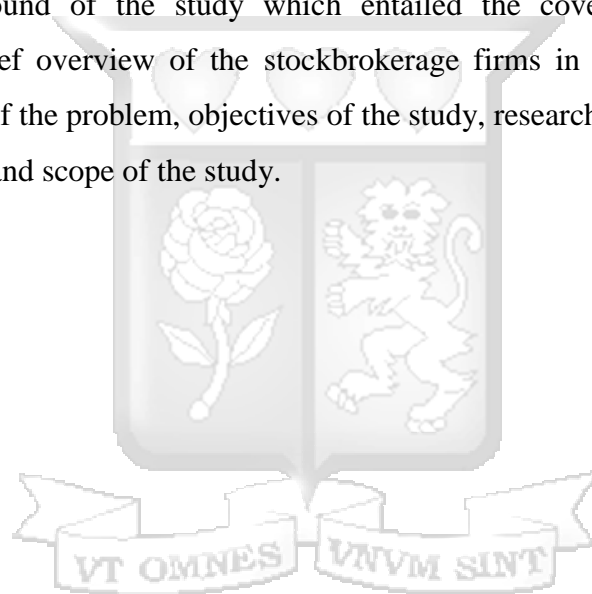 ound of the study which entailed the cove
ef overview of the stockbrokerage firms in
f the problem, objectives of the study, research
and scope of the study.
VT OMNES VNVM SINT